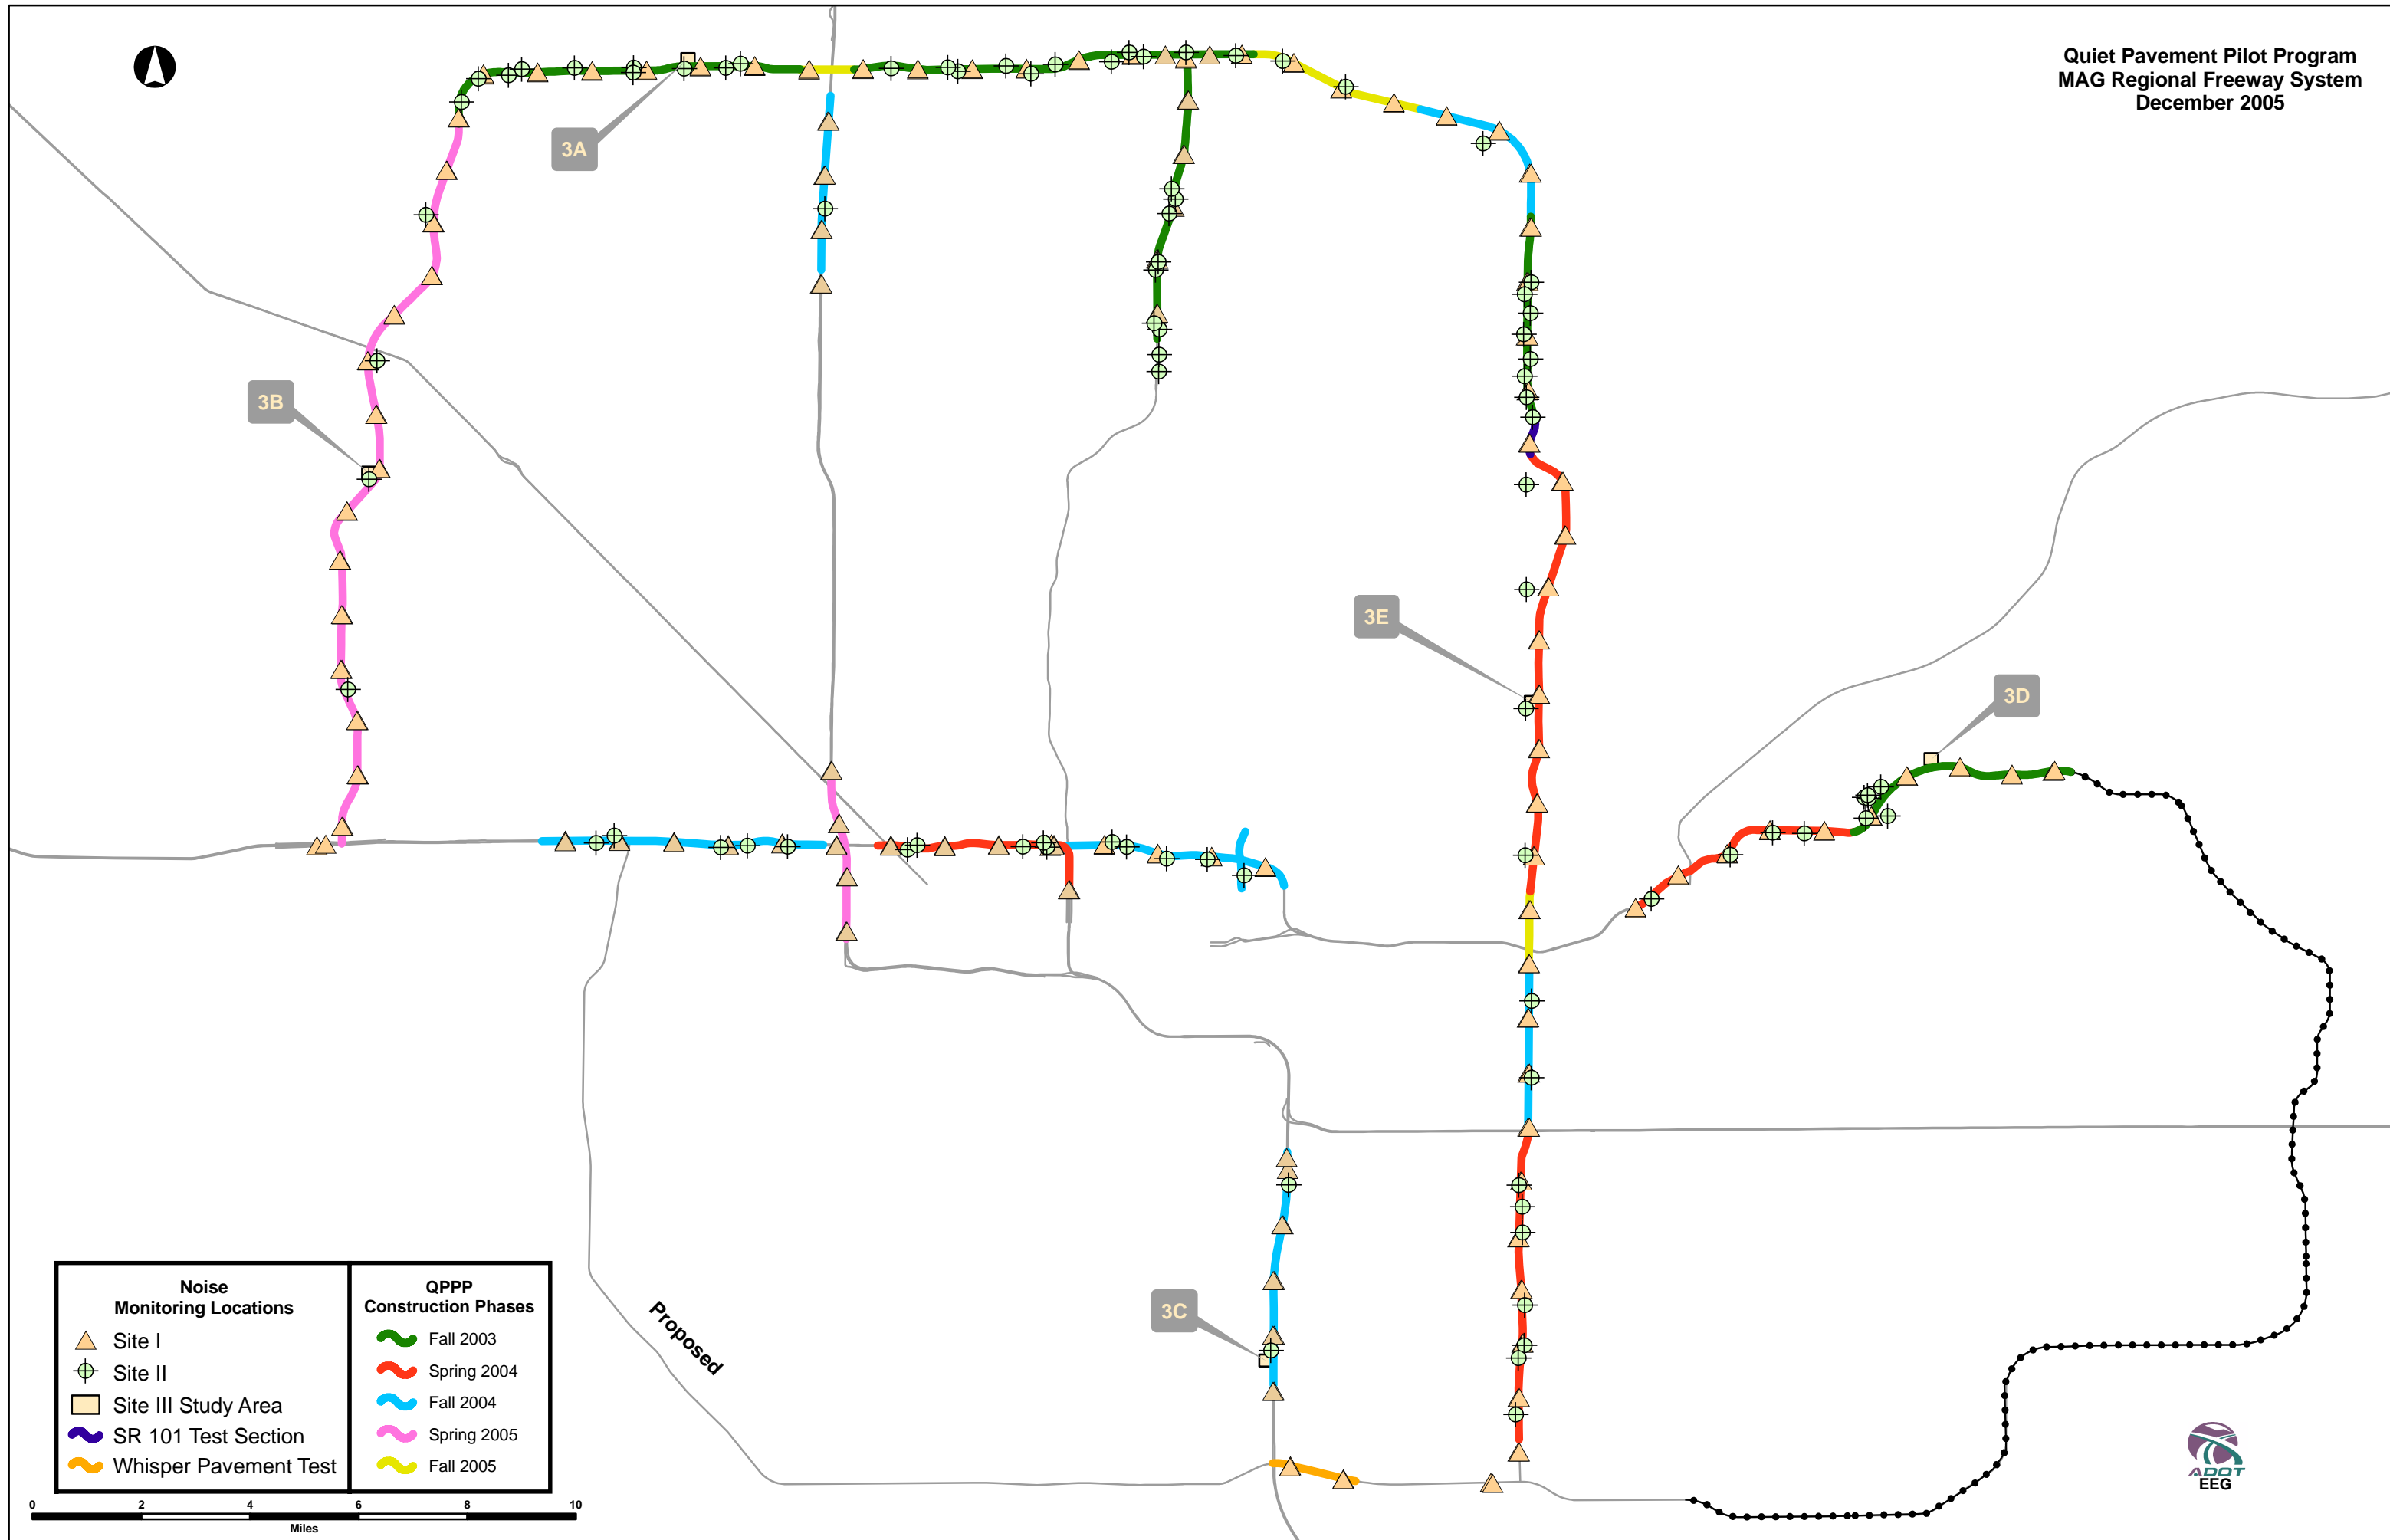 Quiet Pavement Pilot Program
MAG Regional Freeway System
December 2005
3A
3B
3E
3D
3C
Proposed
Noise
Monitoring Locations
Site I
Site II
Site III Study Area
SR 101 Test Section
Whisper Pavement Test
QPPP
Construction Phases
Fall 2003
Spring 2004
Fall 2004
Spring 2005
Fall 2005
0 2 4 6 8 10
Miles
ADOT
EEG